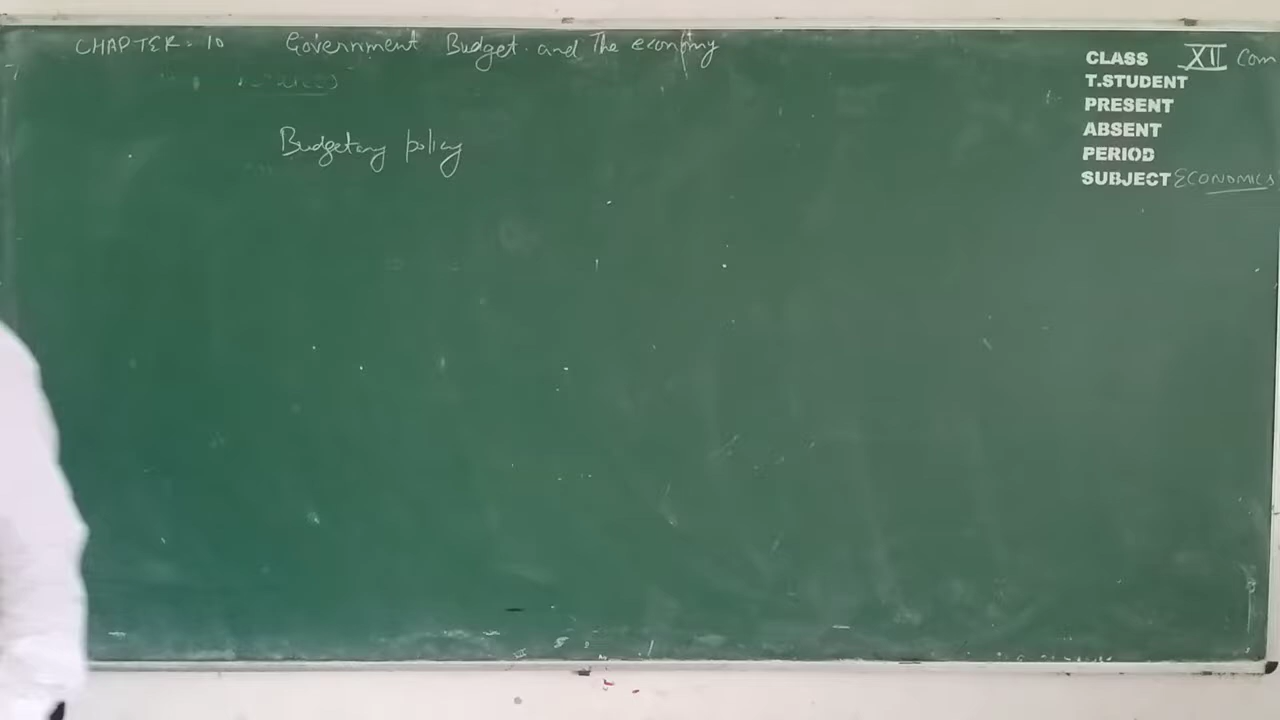 CHAPTER - 10 Government Budget and The economy
Budgetary policy
CLASS XII Com
T.STUDENT
PRESENT
ABSENT
PERIOD
SUBJECT ECONOMICS